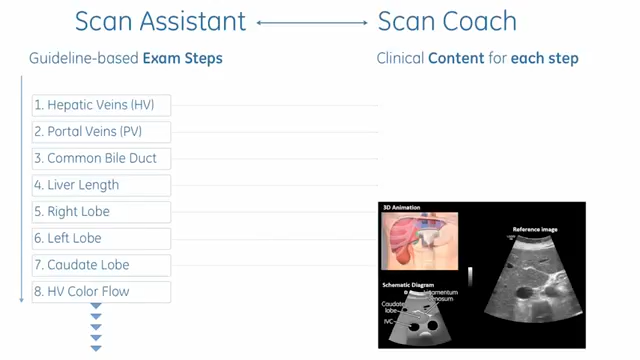 Scan Assistant
Scan Coach
Guideline-based Exam Steps
Clinical Content for each step
1. Hepatic Veins (HV)
2. Portal Veins (PV)
3. Common Bile Duct
4. Liver Length
5. Right Lobe
6. Left Lobe
7. Caudate Lobe
8. HV Color Flow
3D Animation
Reference image
Schematic Diagram
Caudate
lobe
IVC